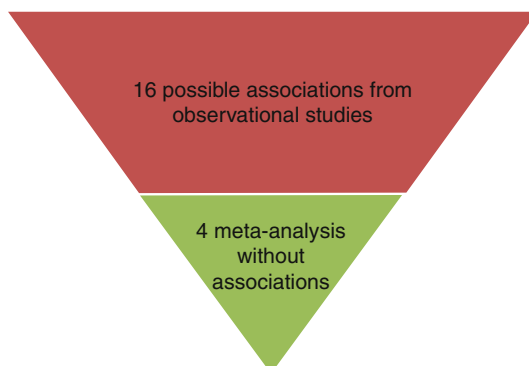 16 possible associations from
observational studies
4 meta-analysis
without
associations